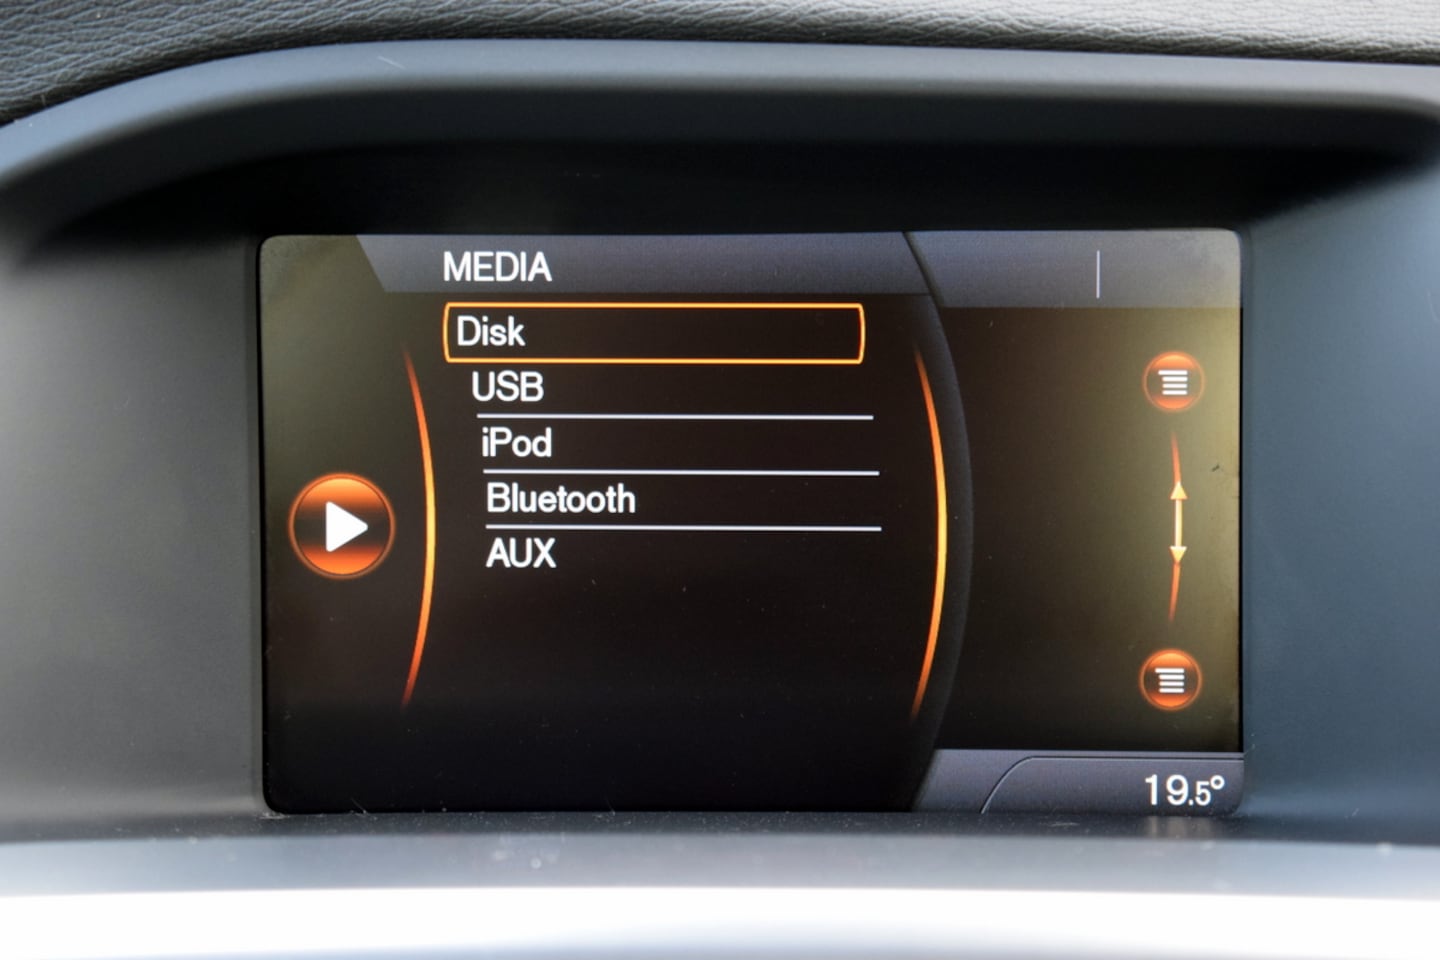 MEDIA
Disk
USB
iPod
Bluetooth
AUX
19.5°